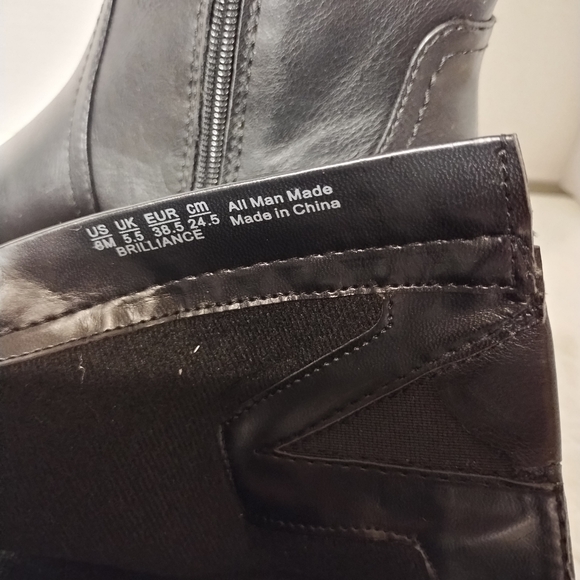 US UK EUR cm All Man Made
8M 5.5 38.5 24.5 Made in China
BRILLIANCE